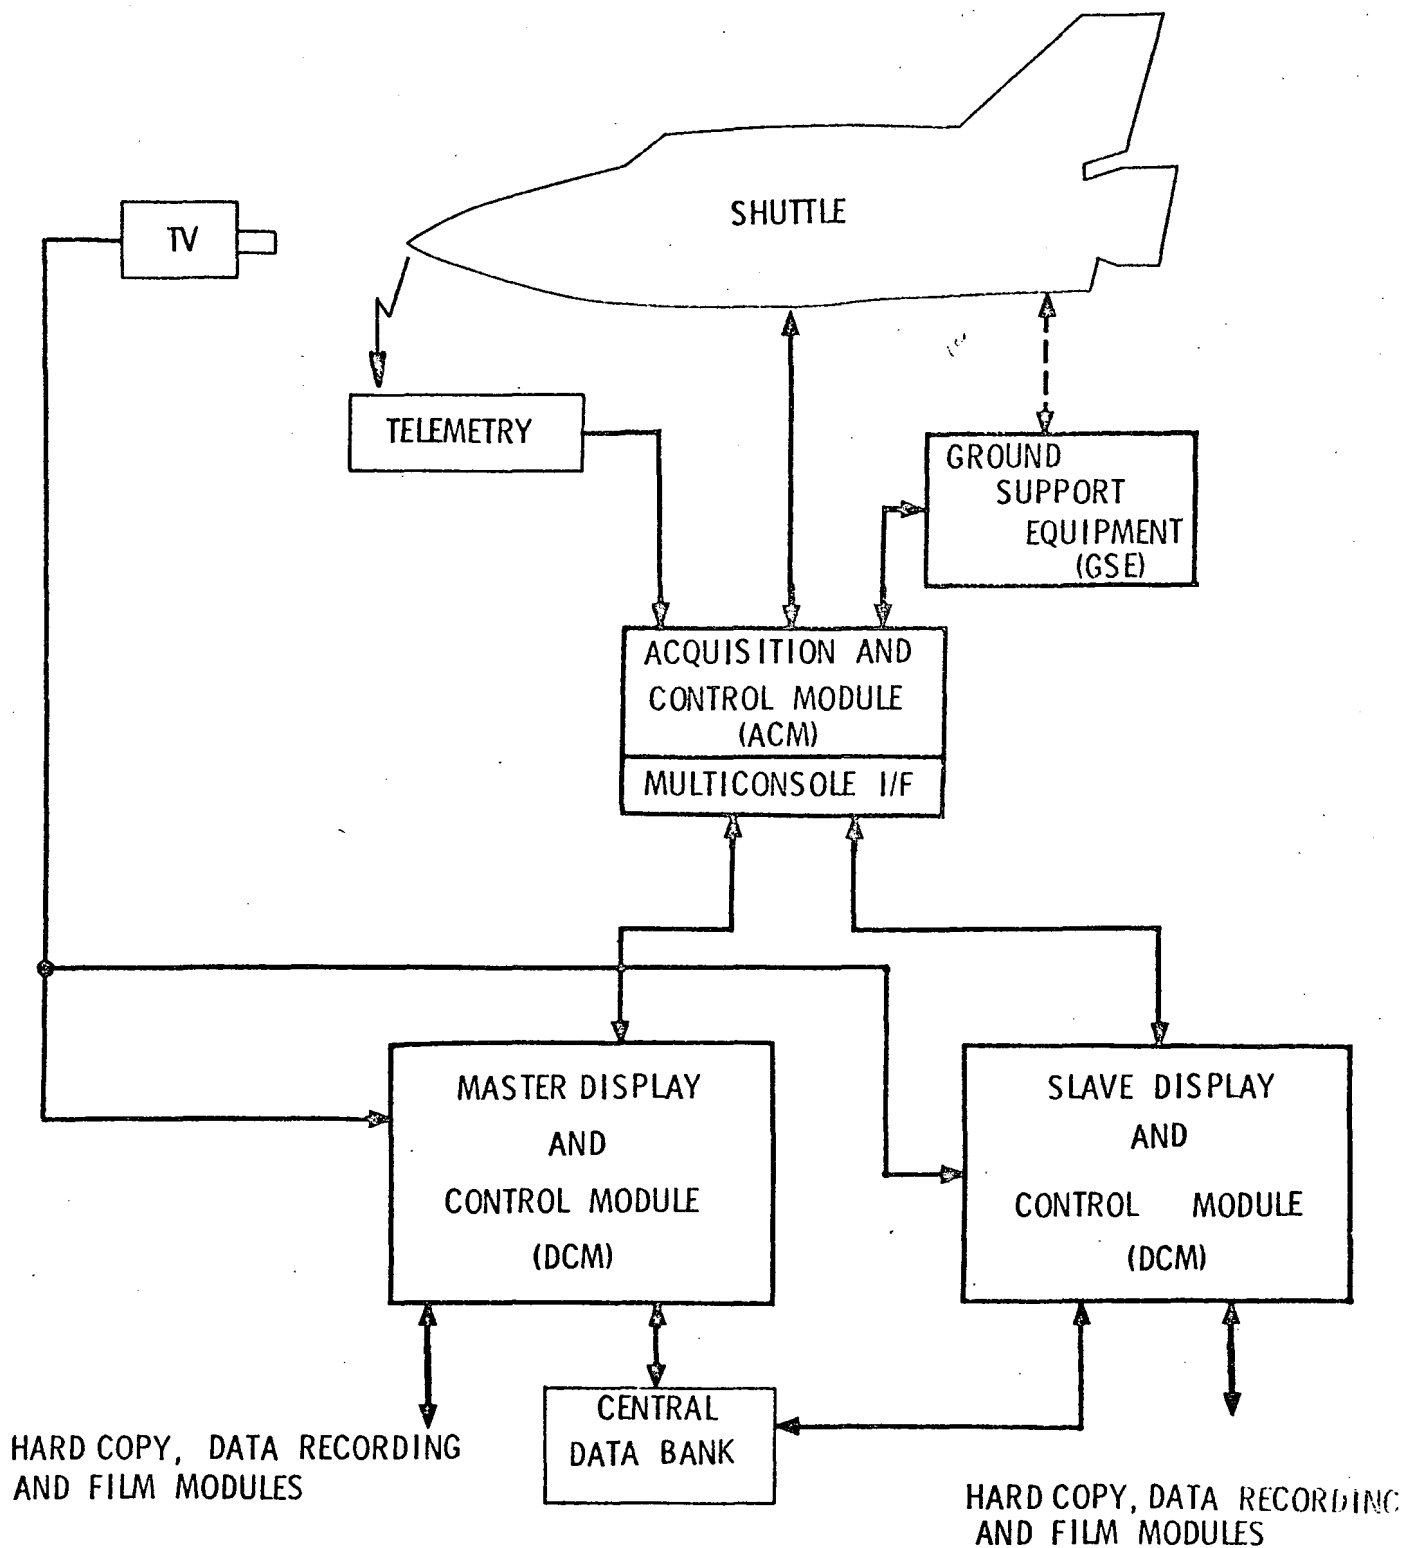 SHUTTLE
TV
TELEMETRY
GROUND
SUPPORT
EQUIPMENT
(GSE)
ACQUISITION AND
CONTROL MODULE
(ACM)
MULTICONSOLE I/F
MASTER DISPLAY
AND
CONTROL MODULE
(DCM)
SLAVE DISPLAY
AND
CONTROL MODULE
(DCM)
CENTRAL
DATA BANK
HARD COPY, DATA RECORDING
AND FILM MODULES
HARD COPY, DATA RECORDING
AND FILM MODULES